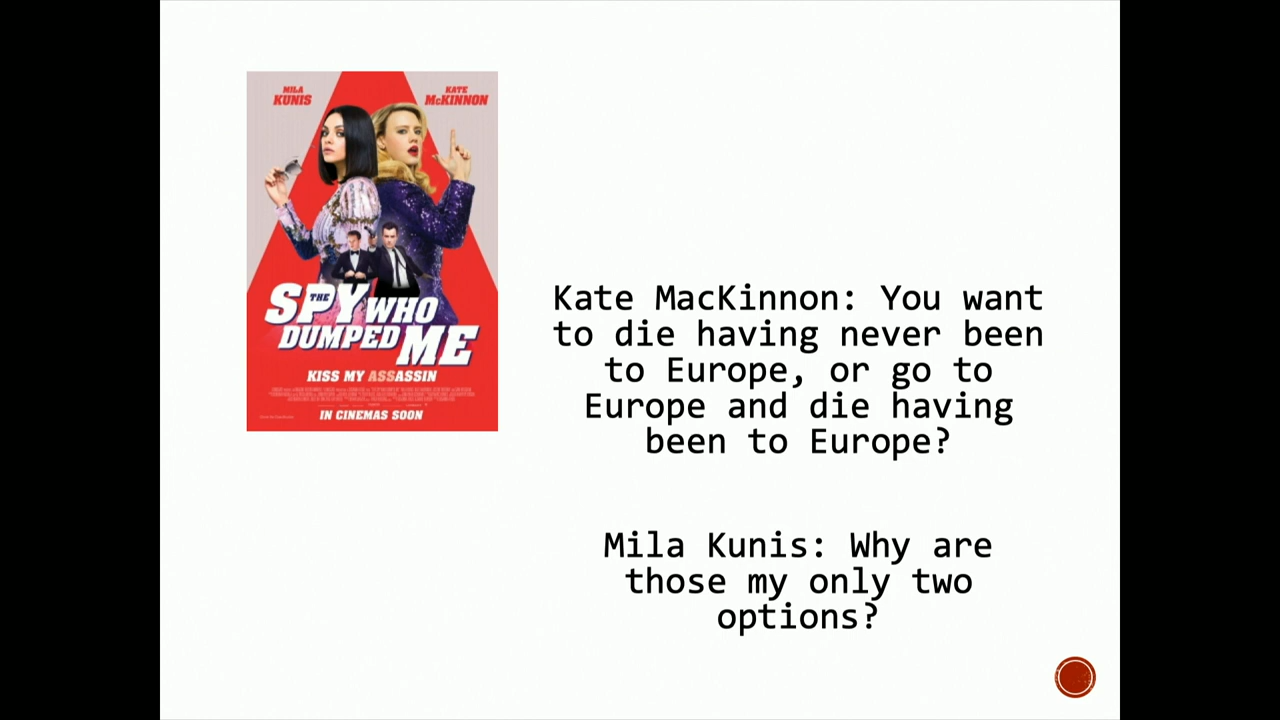 MILA
KUNIS
KATE
McKINNON
THE
SPY WHO
DUMPED ME
KISS MY ASSASSIN
IN CINEMAS SOON
Kate MacKinnon: You want
to die having never been
to Europe, or go to
Europe and die having
been to Europe?
Mila Kunis: Why are
those my only two
options?